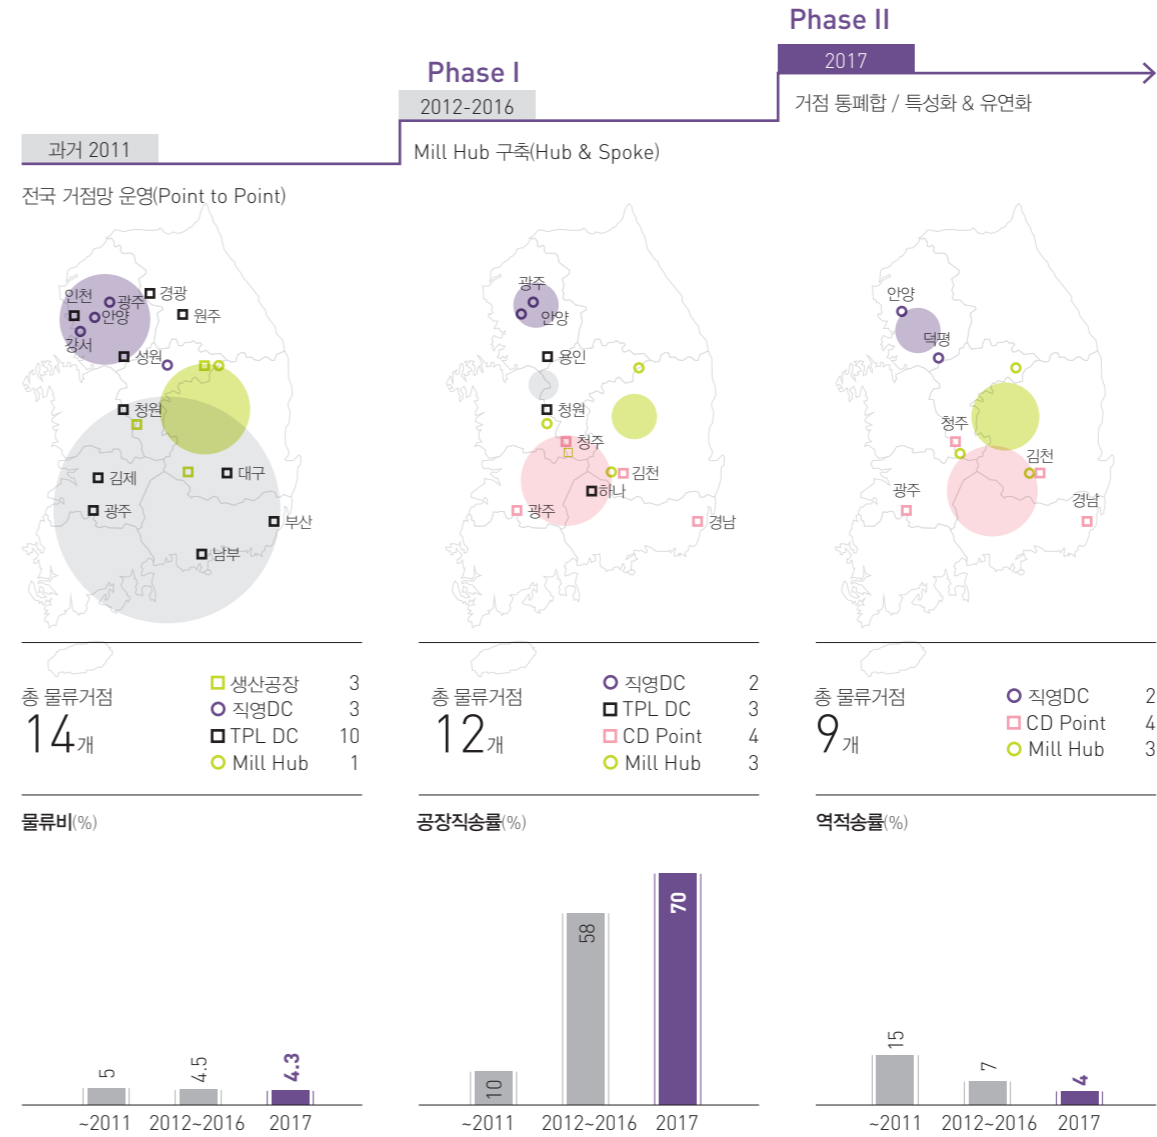 Phase II
2017
거점 통폐합 / 특성화 & 유연화
Phase I
2012-2016
Mill Hub 구축(Hub & Spoke)
과거 2011
전국 거점망 운영(Point to Point)
인천
광주
경광
안양
원주
강서
성원
청원
김제
대구
광주
부산
남부
광주
안양
용인
청원
청주
김천
하나
광주
경남
안양
덕평
청주
김천
광주
경남
총 물류거점
14개
생산공장 3
직영DC 3
TPL DC 10
Mill Hub 1
총 물류거점
12개
직영DC 2
TPL DC 3
CD Point 4
Mill Hub 3
총 물류거점
9개
직영DC 2
CD Point 4
Mill Hub 3
물류비(%)
5
4.5
4.3
~2011 2012~2016 2017
공장직송률(%)
10
58
70
~2011 2012~2016 2017
역적송률(%)
15
7
4
~2011 2012~2016 2017